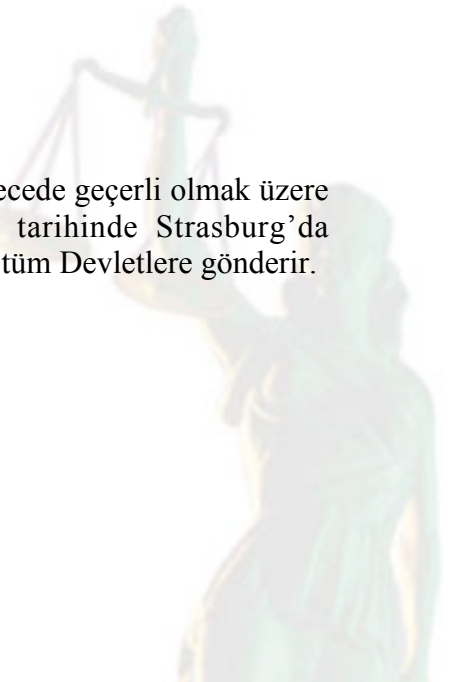 ecede geçerli olmak üzere
tarihinde Strasburg’da
tüm Devletlere gönderir.